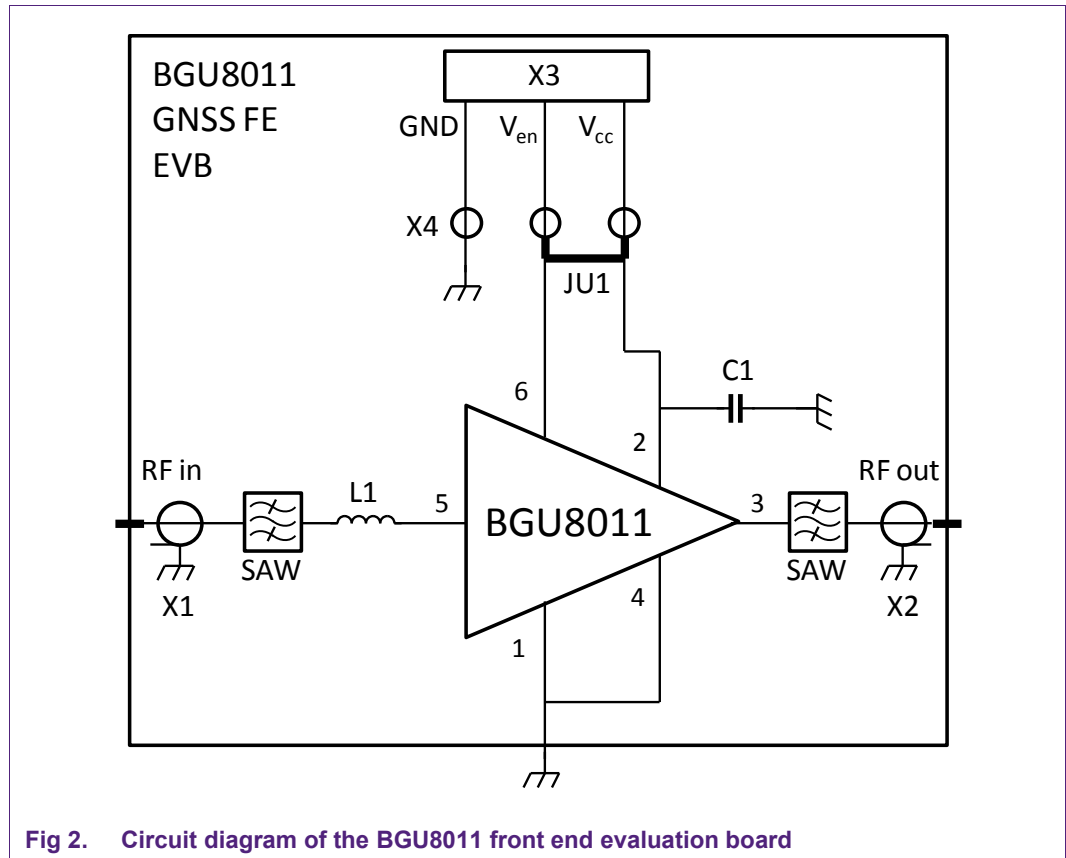 BGU8011
GNSS FE
EVB
X3
GND
Ven
Vcc
X4
JU1
C1
6
2
RF in
RF out
L1
5
BGU8011
3
SAW
SAW
X1
4
X2
1
Fig 2. Circuit diagram of the BGU8011 front end evaluation board